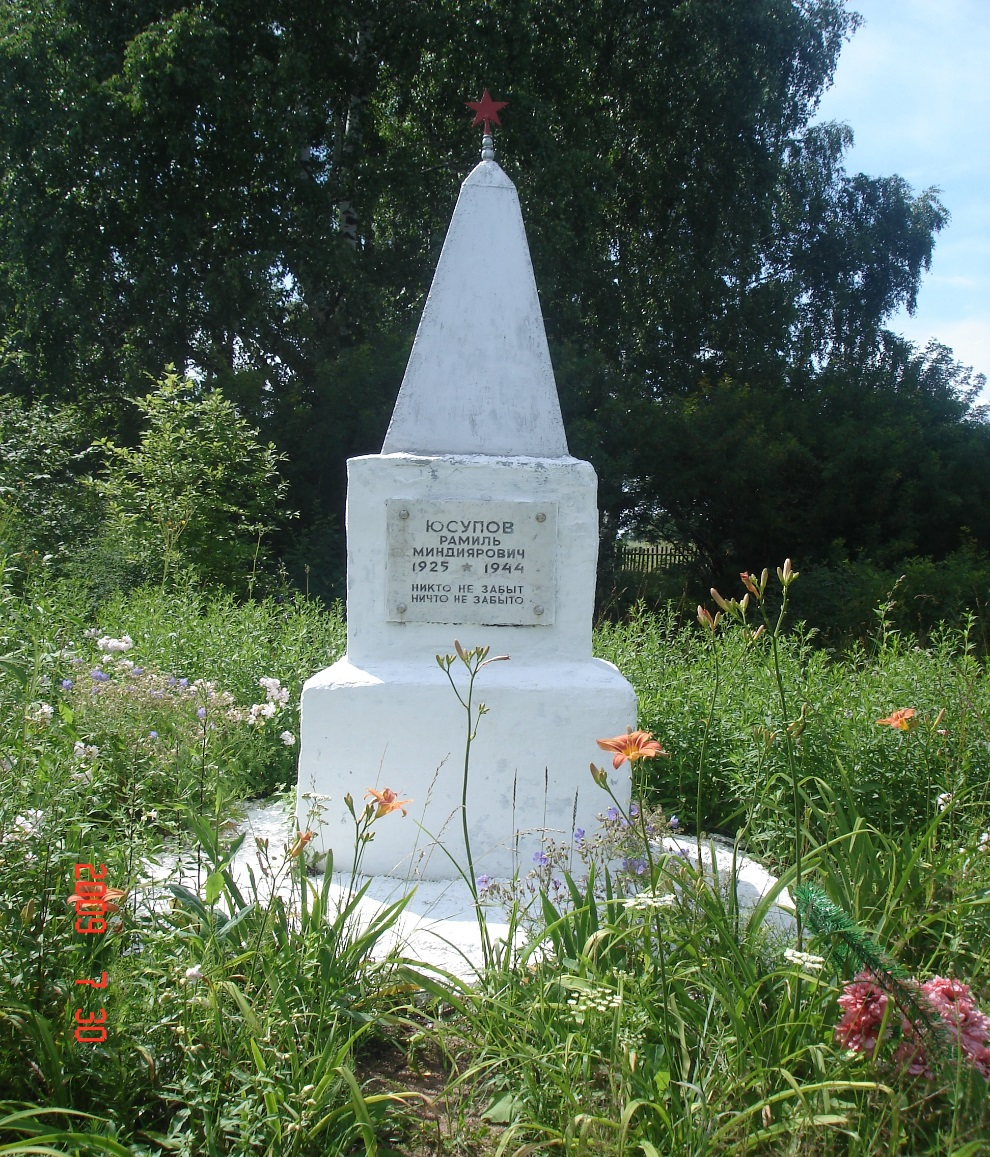 ЮСУПОВ
РАМИЛЬ
МИНДИЯРОВИЧ
1925 ★ 1944
НИКТО НЕ ЗАБЫТ
НИЧТО НЕ ЗАБЫТО
2009 7 30